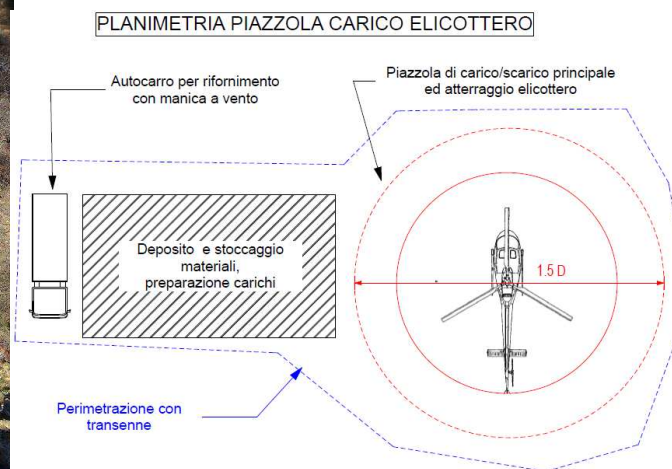 PLANIMETRIA PIAZZOLA CARICO ELICOTTERO
Autocarro per rifornimento
con manica a vento
Piazzola di carico/scarico principale
ed atterraggio elicottero
Deposito e stoccaggio
materiali,
preparazione carichi
1.5 D
Perimetrazione con
transenne